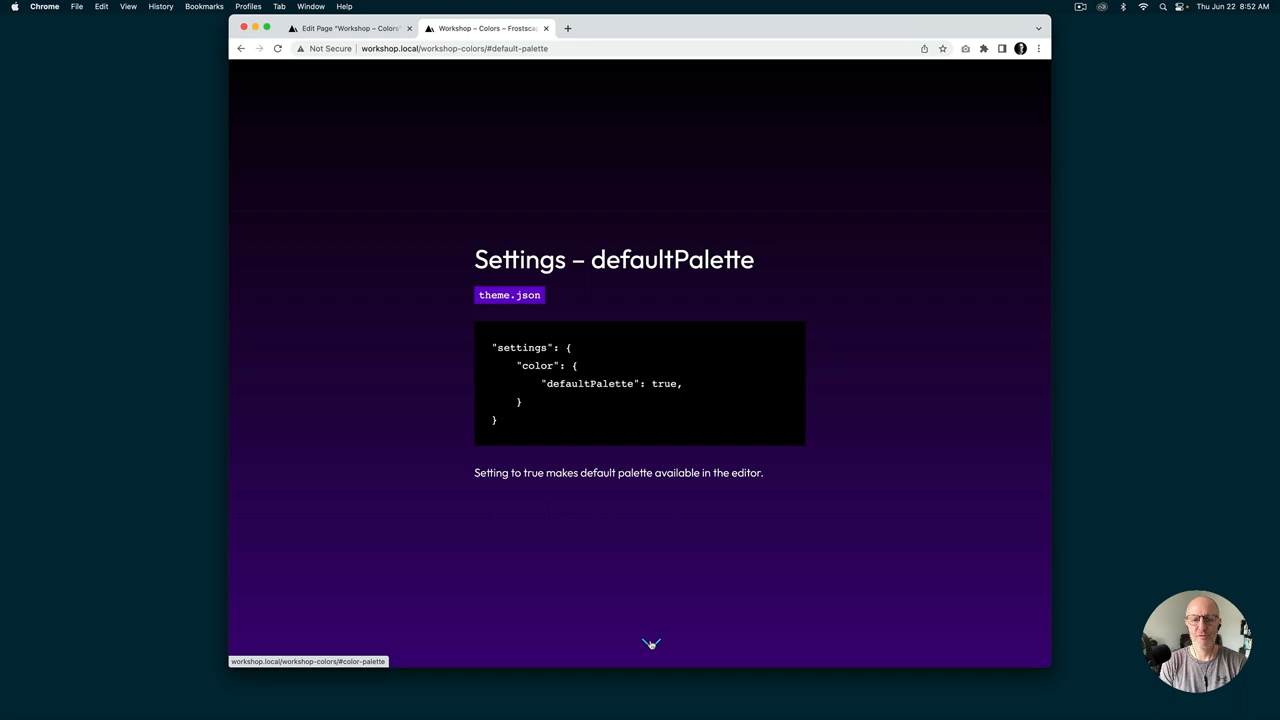 Chrome File Edit View History Bookmarks Profiles Tab Window Help
Thu Jun 22 8:52 AM
Edit Page "Workshop – Colors"
Workshop – Colors – Frostsca
Not Secure workshop.local/workshop-colors/#default-palette
Settings – defaultPalette
theme.json
"settings": {
"color": {
"defaultPalette": true,
}
}
Setting to true makes default palette available in the editor.
workshop.local/workshop-colors/#color-palette